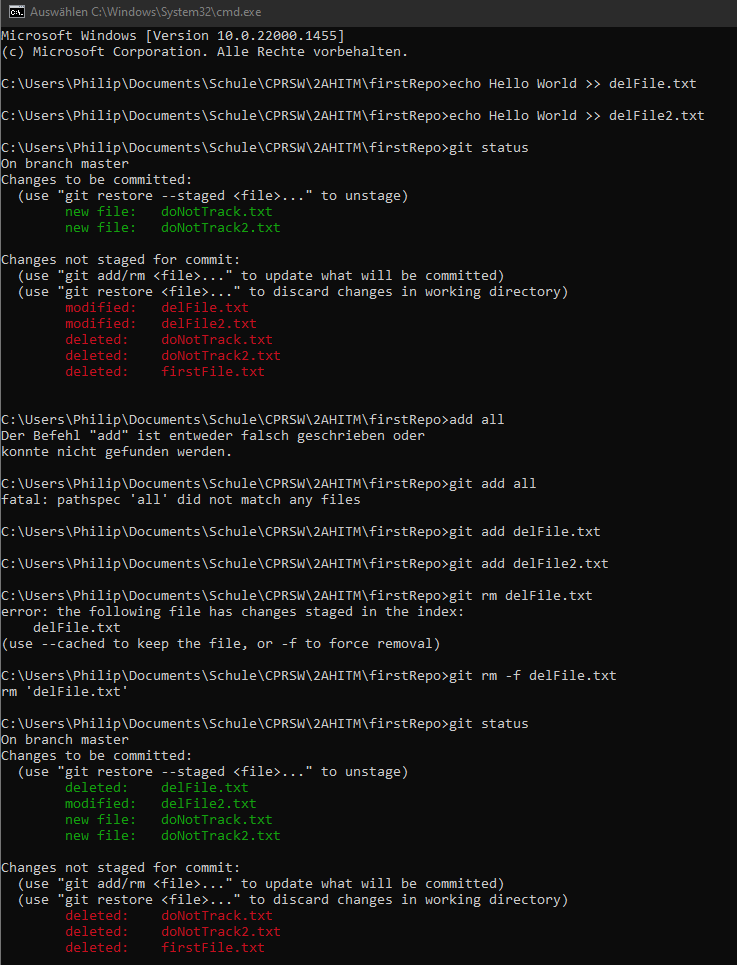 Auswählen C:\Windows\System32\cmd.exe
Microsoft Windows [Version 10.0.22000.1455]
(c) Microsoft Corporation. Alle Rechte vorbehalten.
C:\Users\Philip\Documents\Schule\CPRSW\2AHITM\firstRepo>echo Hello World >> delFile.txt
C:\Users\Philip\Documents\Schule\CPRSW\2AHITM\firstRepo>echo Hello World >> delFile2.txt
C:\Users\Philip\Documents\Schule\CPRSW\2AHITM\firstRepo>git status
On branch master
Changes to be committed:
  (use "git restore --staged <file>..." to unstage)
        new file:   doNotTrack.txt
        new file:   doNotTrack2.txt
Changes not staged for commit:
  (use "git add/rm <file>..." to update what will be committed)
  (use "git restore <file>..." to discard changes in working directory)
        modified:   delFile.txt
        modified:   delFile2.txt
        deleted:    doNotTrack.txt
        deleted:    doNotTrack2.txt
        deleted:    firstFile.txt
C:\Users\Philip\Documents\Schule\CPRSW\2AHITM\firstRepo>add all
Der Befehl "add" ist entweder falsch geschrieben oder
konnte nicht gefunden werden.
C:\Users\Philip\Documents\Schule\CPRSW\2AHITM\firstRepo>git add all
fatal: pathspec 'all' did not match any files
C:\Users\Philip\Documents\Schule\CPRSW\2AHITM\firstRepo>git add delFile.txt
C:\Users\Philip\Documents\Schule\CPRSW\2AHITM\firstRepo>git add delFile2.txt
C:\Users\Philip\Documents\Schule\CPRSW\2AHITM\firstRepo>git rm delFile.txt
error: the following file has changes staged in the index:
    delFile.txt
(use --cached to keep the file, or -f to force removal)
C:\Users\Philip\Documents\Schule\CPRSW\2AHITM\firstRepo>git rm -f delFile.txt
rm 'delFile.txt'
C:\Users\Philip\Documents\Schule\CPRSW\2AHITM\firstRepo>git status
On branch master
Changes to be committed:
  (use "git restore --staged <file>..." to unstage)
        deleted:    delFile.txt
        modified:   delFile2.txt
        new file:   doNotTrack.txt
        new file:   doNotTrack2.txt
Changes not staged for commit:
  (use "git add/rm <file>..." to update what will be committed)
  (use "git restore <file>..." to discard changes in working directory)
        deleted:    doNotTrack.txt
        deleted:    doNotTrack2.txt
        deleted:    firstFile.txt